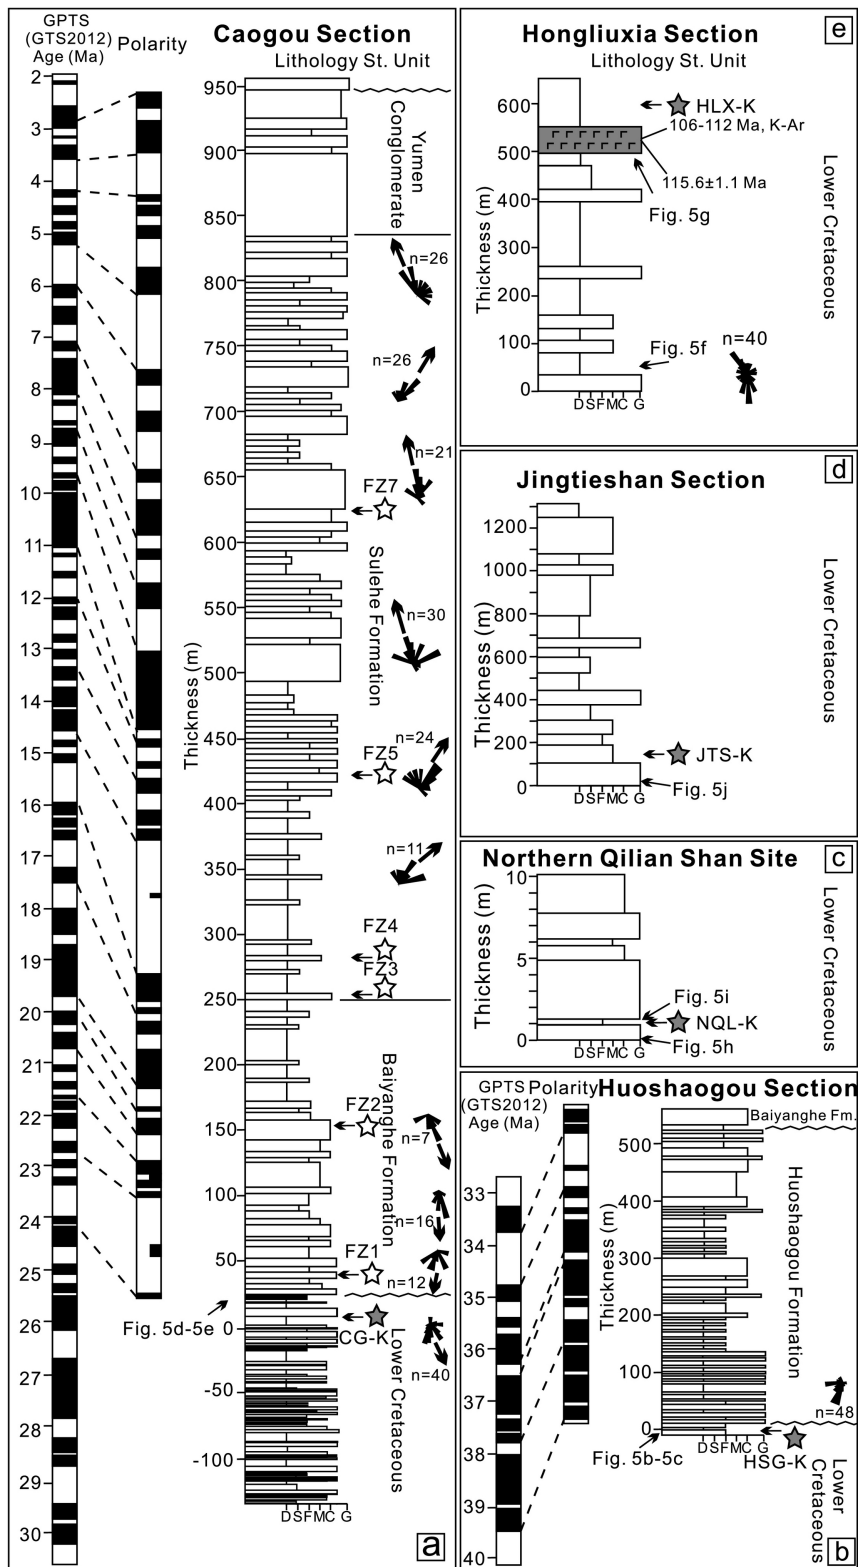 GPTS
(GTS2012)
Age (Ma)
Polarity
Caogou Section
Lithology St. Unit
2
3
4
5
6
7
8
9
10
11
12
13
14
15
16
17
18
19
20
21
22
23
24
25
26
27
28
29
30
Thickness (m)
950
900
850
800
750
700
650
600
550
500
450
400
350
300
250
200
150
100
50
0
-50
-100
D S F M C G
Yumen
Conglomerate
Sulehe Formation
Baiyanghe Formation
Lower Cretaceous
n=26
n=26
n=21
FZ7
n=30
n=24
FZ5
n=11
FZ4
FZ3
FZ2
n=7
n=16
FZ1
n=12
Fig. 5d-5e
CG-K
n=40
a
Hongliuxia Section
e
Lithology St. Unit
Thickness (m)
600
500
400
300
200
100
0
D S F M C G
HLX-K
106-112 Ma, K-Ar
115.6±1.1 Ma
Fig. 5g
Fig. 5f
n=40
Lower Cretaceous
Jingtieshan Section
d
Thickness (m)
1200
1000
800
600
400
200
0
D S F M C G
JTS-K
Fig. 5j
Lower Cretaceous
Northern Qilian Shan Site
c
Thickness (m)
10
5
0
D S F M C G
Fig. 5i
NQL-K
Fig. 5h
Lower Cretaceous
GPTS
(GTS2012)
Age (Ma)
Polarity
Huoshaogou Section
33
34
35
36
37
38
39
40
Thickness (m)
500
400
300
200
100
0
D S F M C G
Baiyanghe Fm.
Huoshaogou Formation
n=48
Fig. 5b-5c
HSG-K
Lower
Cretaceous
b